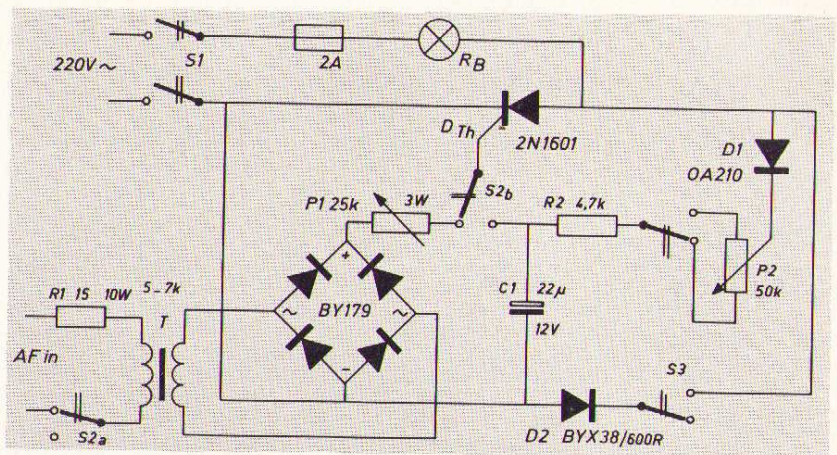 220V ~
S1
2A
RB
D Th
2N1601
D1
OA210
P1 25k
3W
S2b
R2 4,7k
P2
50k
R1 15 10W
5-7k
T
+
~
BY179
~
-
C1
22µ
12V
AF in
S2a
S3
D2 BYX38/600R